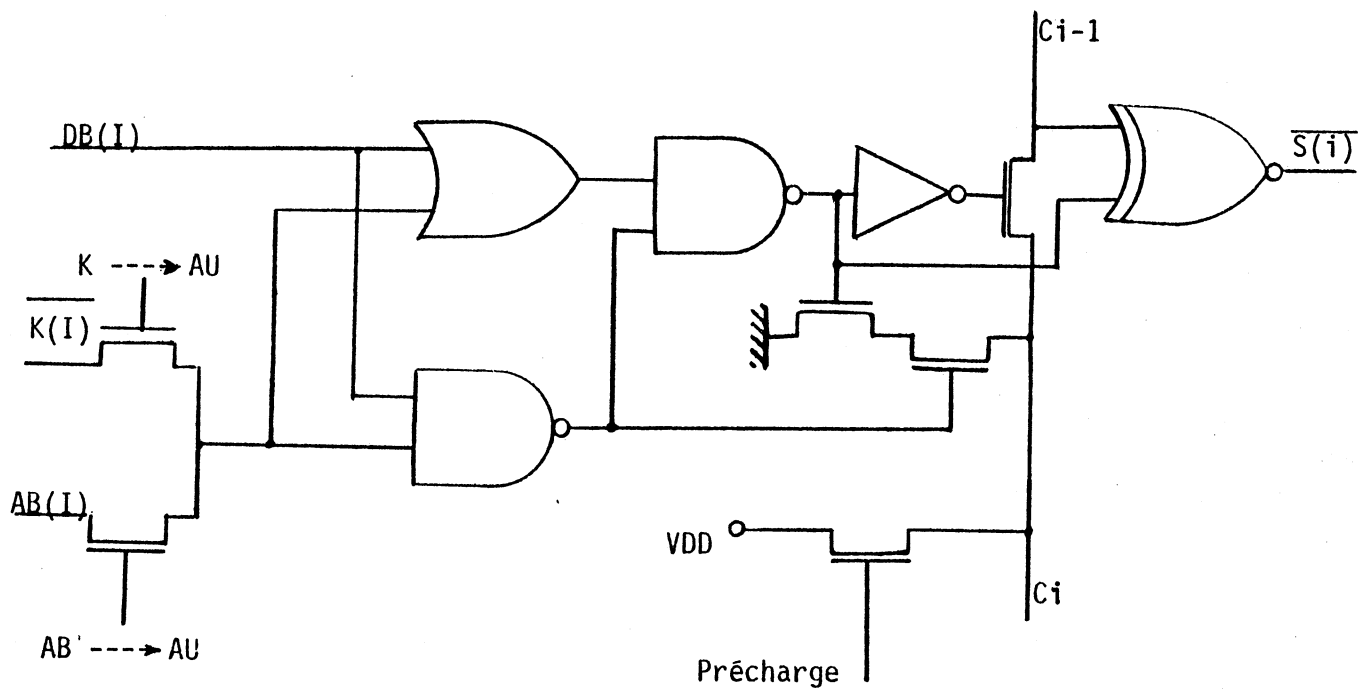 Ci-1
DB(I)
S(i)
K ----> AU
K(I)
AB(I)
VDD
Ci
AB' ----> AU
Précharge